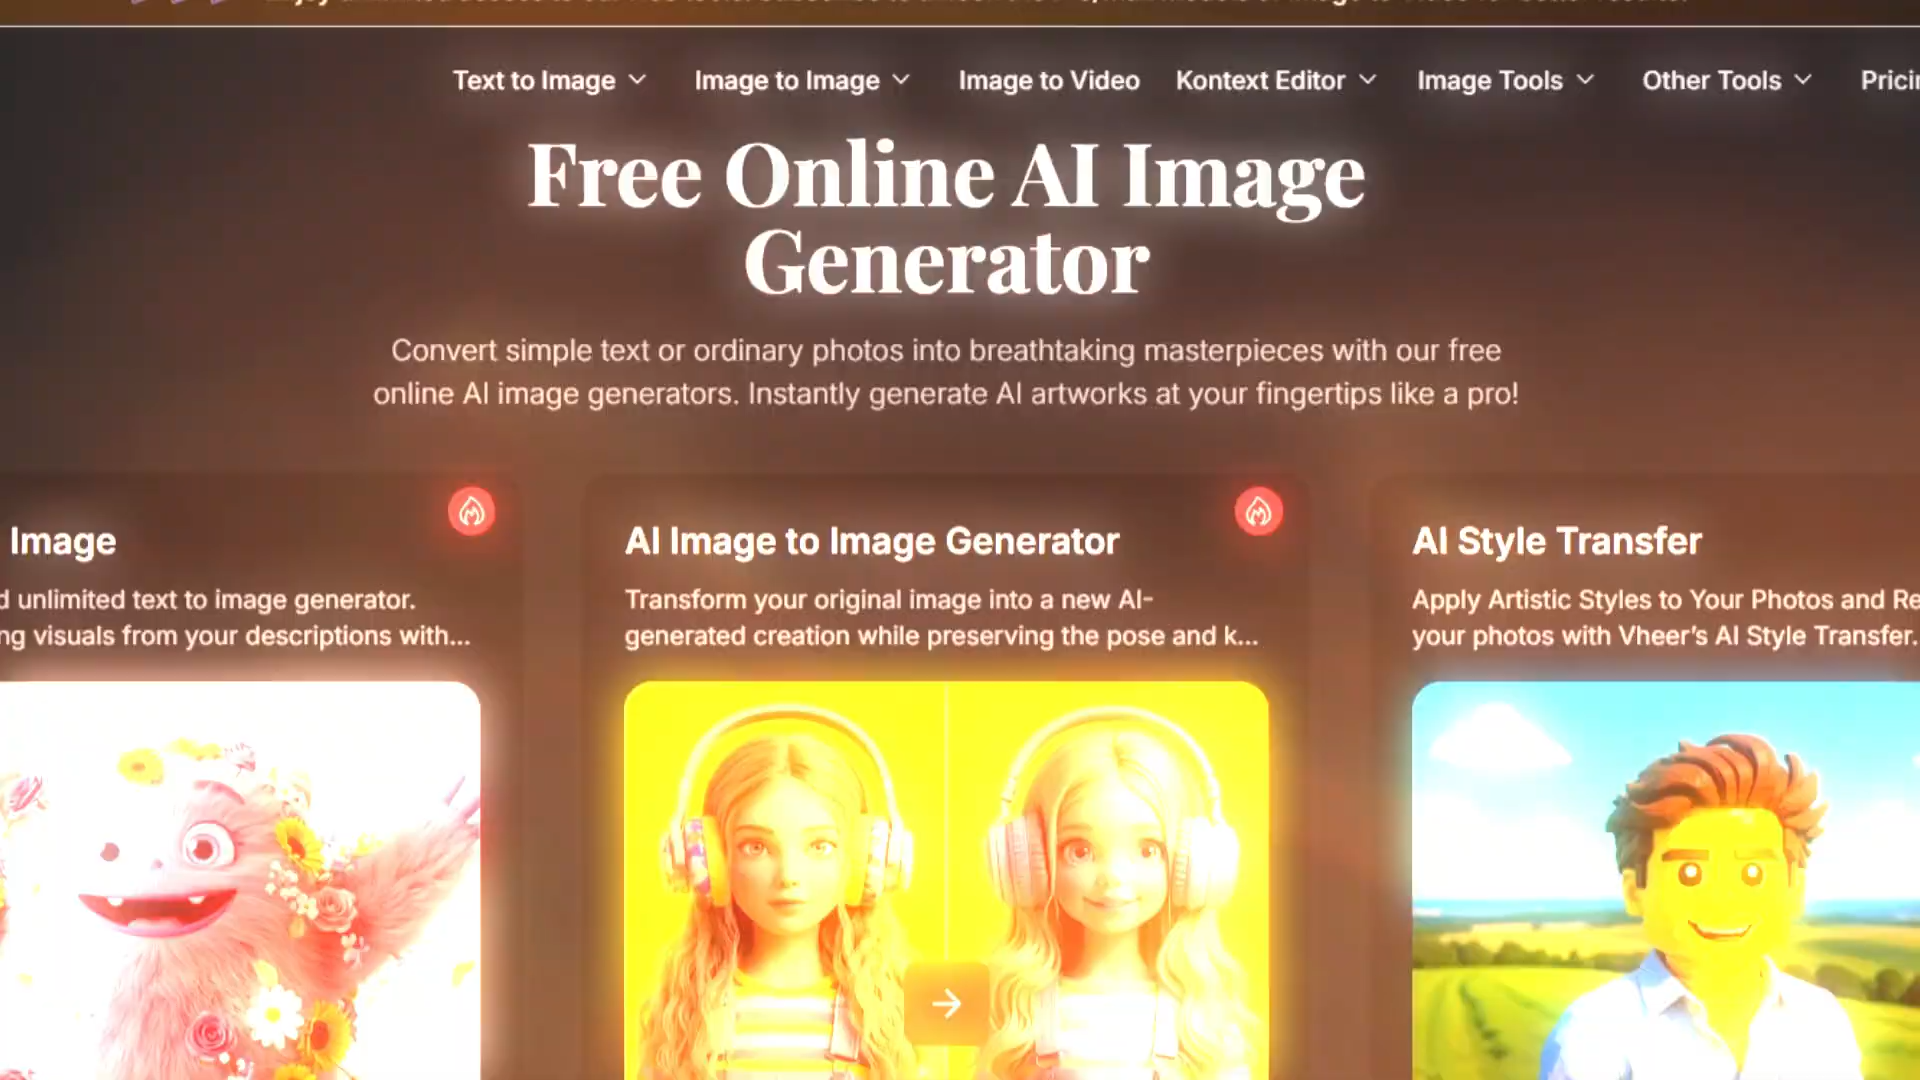 Text to Image
Image to Image
Image to Video
Kontext Editor
Image Tools
Other Tools
Free Online AI Image
Generator
Convert simple text or ordinary photos into breathtaking masterpieces with our free
online AI image generators. Instantly generate AI artworks at your fingertips like a pro!
Image
unlimited text to image generator.
visuals from your descriptions with...
AI Image to Image Generator
Transform your original image into a new AI-
generated creation while preserving the pose and k...
AI Style Transfer
Apply Artistic Styles to Your Photos and Re
your photos with Vheer's AI Style Transfer.